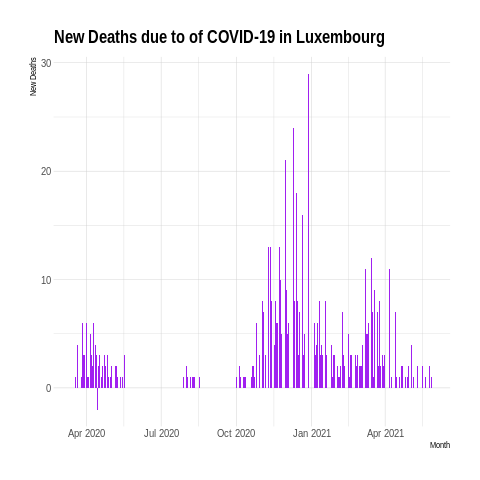 New Deaths due to of COVID-19 in Luxembourg
New Deaths
30
20
10
0
Apr 2020 Jul 2020 Oct 2020 Jan 2021 Apr 2021
Month